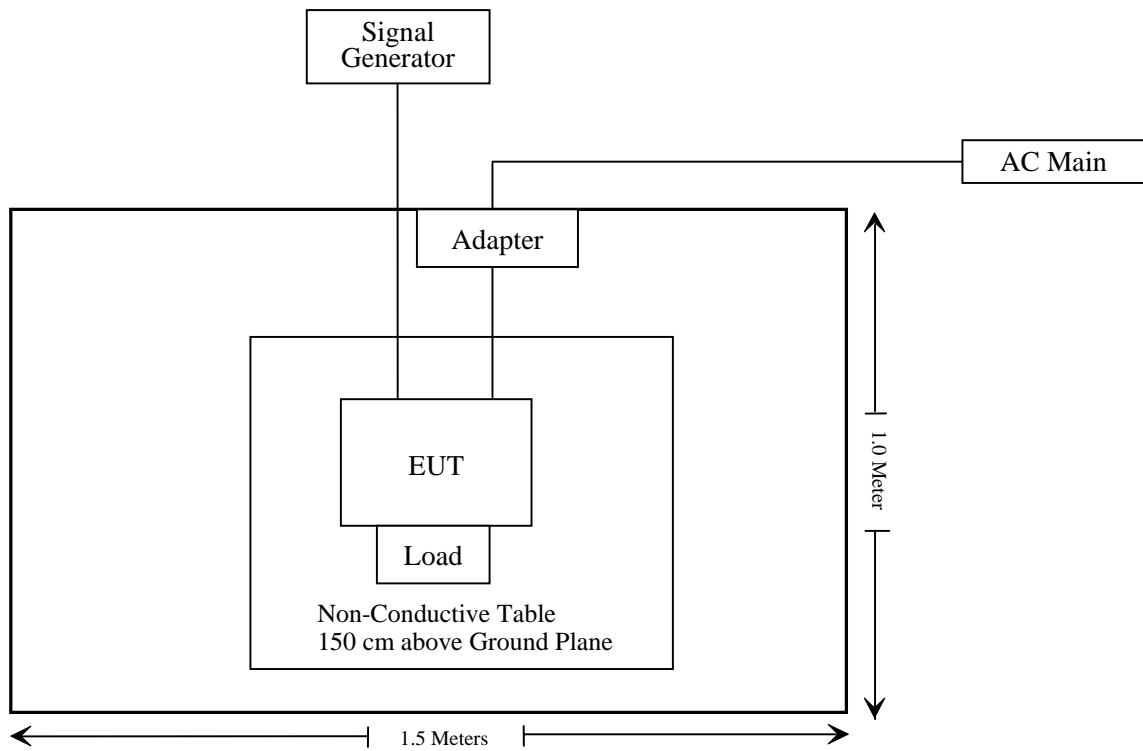 Signal
Generator
AC Main
Adapter
EUT
Load
Non-Conductive Table
150 cm above Ground Plane
1.0 Meter
1.5 Meters